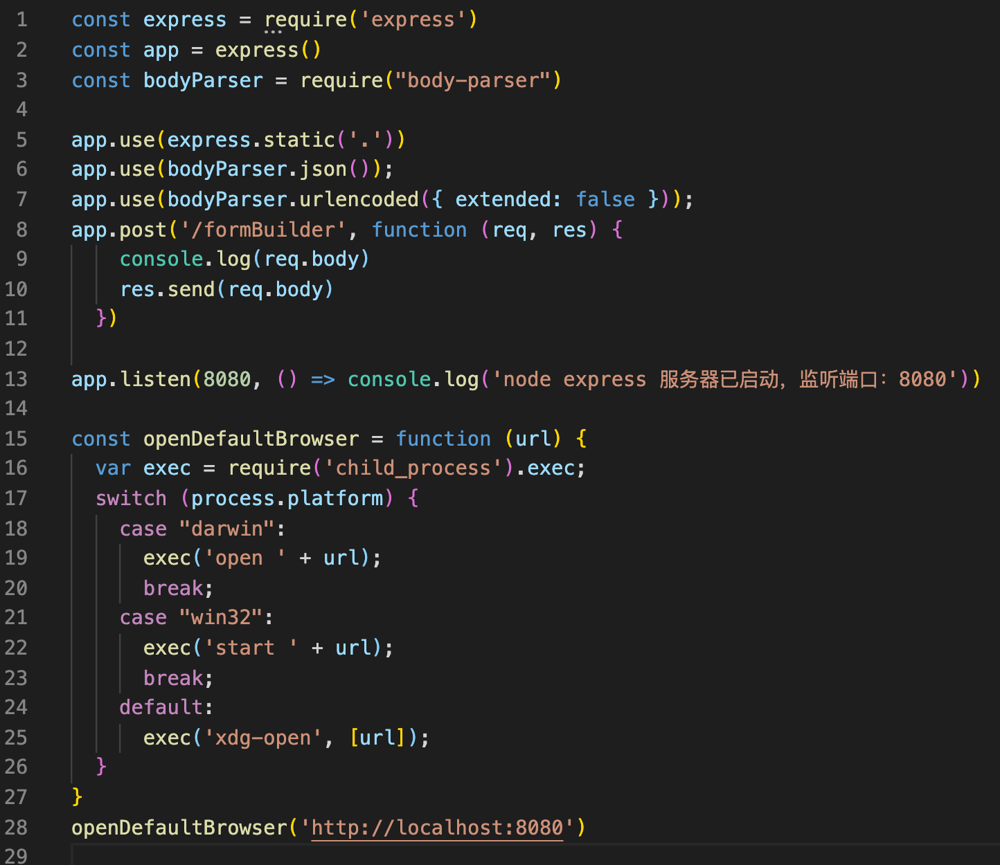 1 const express = require('express')
2 const app = express()
3 const bodyParser = require("body-parser")
4
5 app.use(express.static('.'))
6 app.use(bodyParser.json());
7 app.use(bodyParser.urlencoded({ extended: false }));
8 app.post('/formBuilder', function (req, res) {
9     console.log(req.body)
10     res.send(req.body)
11   })
12
13 app.listen(8080, () => console.log('node express 服务器已启动，监听端口：8080'))
14
15 const openDefaultBrowser = function (url) {
16   var exec = require('child_process').exec;
17   switch (process.platform) {
18     case "darwin":
19       exec('open ' + url);
20       break;
21     case "win32":
22       exec('start ' + url);
23       break;
24     default:
25       exec('xdg-open', [url]);
26   }
27 }
28 openDefaultBrowser('http://localhost:8080')
29